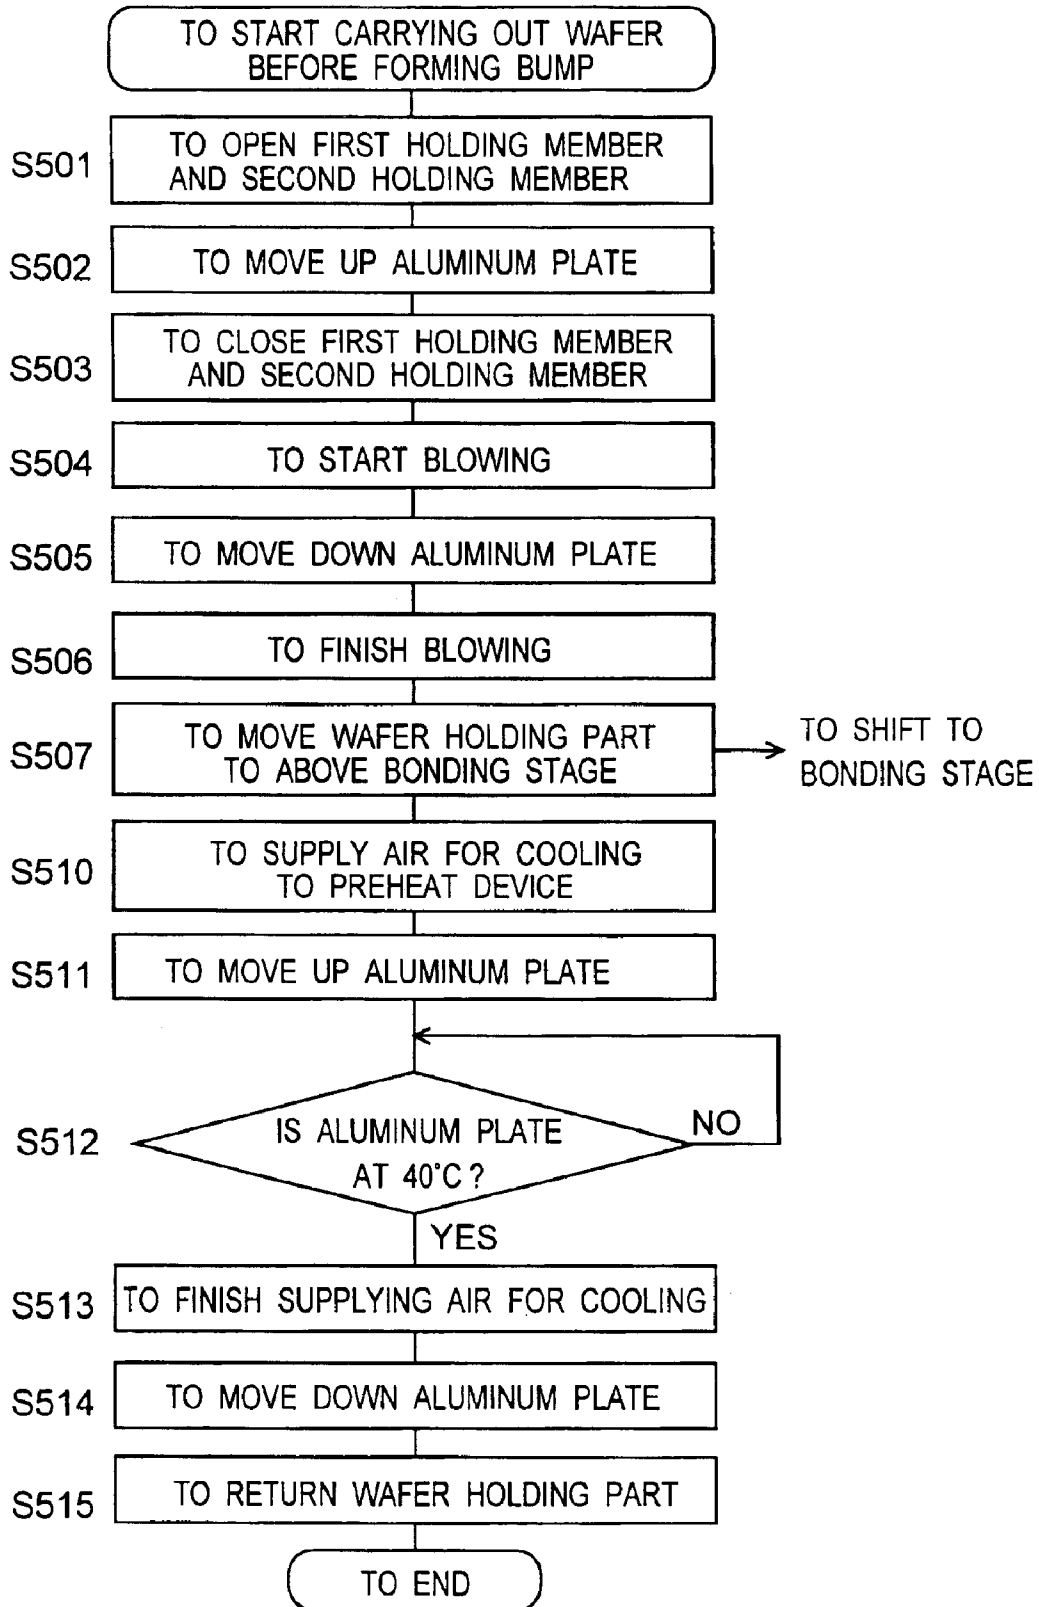 TO START CARRYING OUT WAFER
BEFORE FORMING BUMP
S501
TO OPEN FIRST HOLDING MEMBER
AND SECOND HOLDING MEMBER
S502
TO MOVE UP ALUMINUM PLATE
S503
TO CLOSE FIRST HOLDING MEMBER
AND SECOND HOLDING MEMBER
S504
TO START BLOWING
S505
TO MOVE DOWN ALUMINUM PLATE
S506
TO FINISH BLOWING
S507
TO MOVE WAFER HOLDING PART
TO ABOVE BONDING STAGE
TO SHIFT TO
BONDING STAGE
S510
TO SUPPLY AIR FOR COOLING
TO PREHEAT DEVICE
S511
TO MOVE UP ALUMINUM PLATE
S512
IS ALUMINUM PLATE
AT 40°C?
NO
YES
S513
TO FINISH SUPPLYING AIR FOR COOLING
S514
TO MOVE DOWN ALUMINUM PLATE
S515
TO RETURN WAFER HOLDING PART
TO END